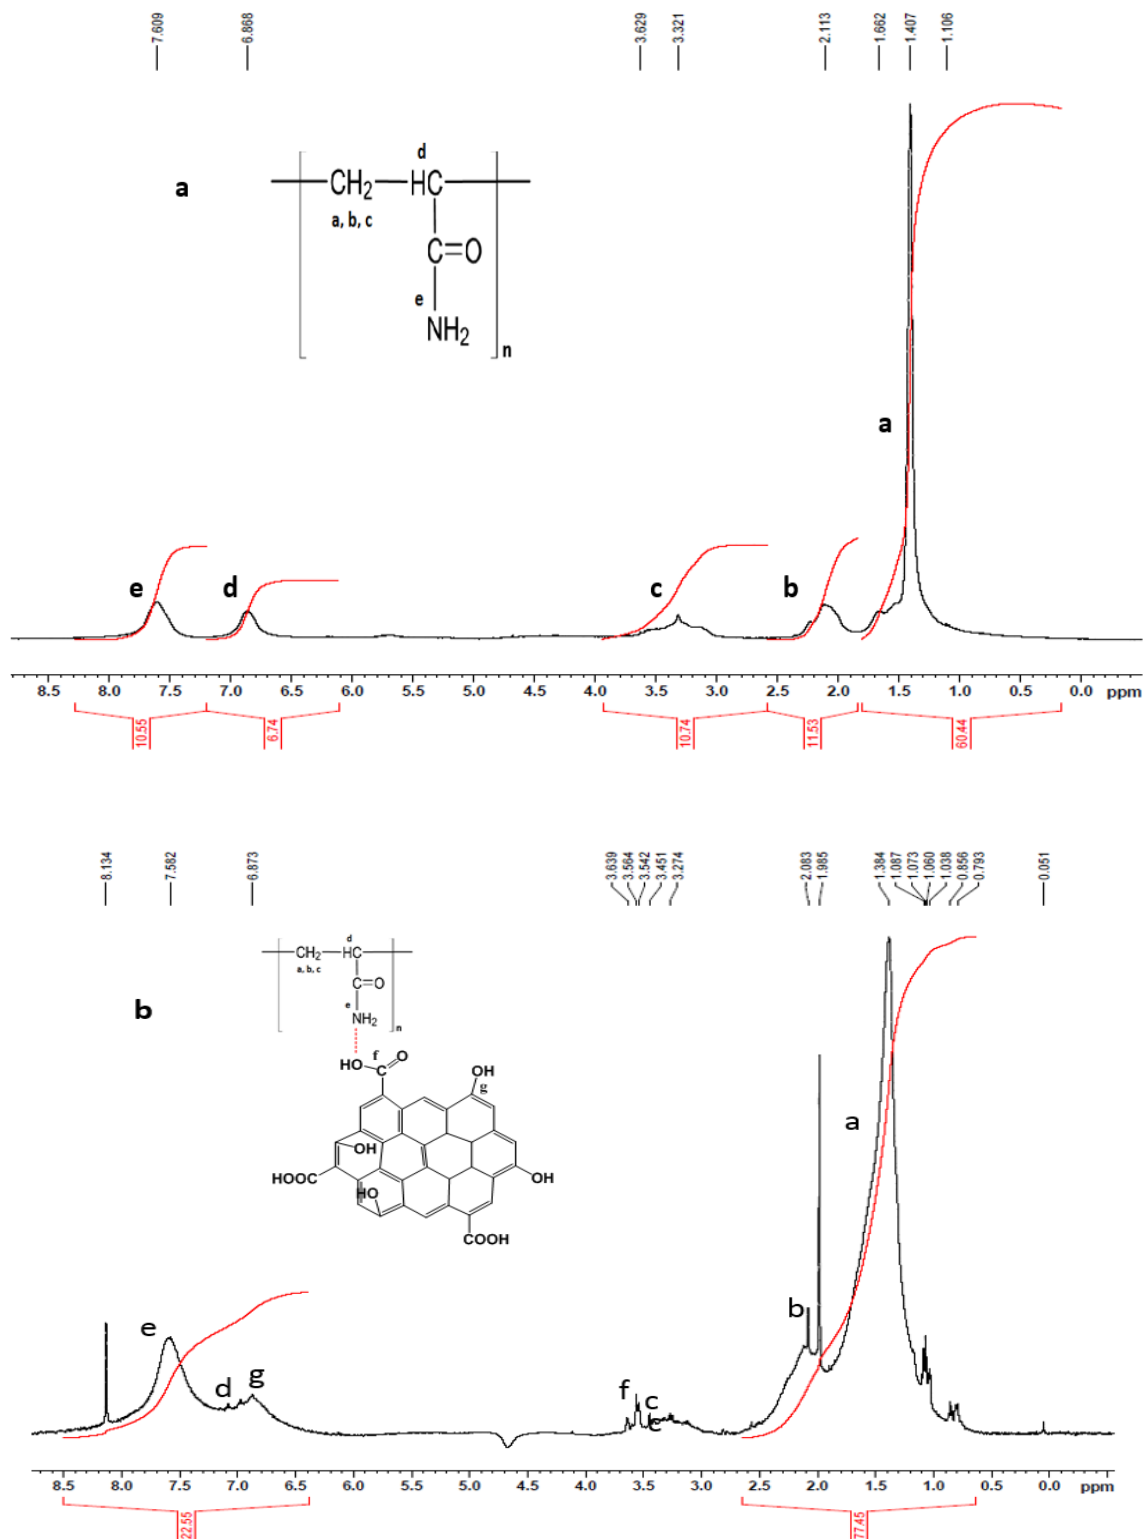 7.609
6.868
3.629
3.321
2.113
1.662
1.407
1.106
a
d
CH2 HC
a, b, c
C=O
e
NH2
n
a
e
d
c
b
8.5 8.0 7.5 7.0 6.5 6.0 5.5 5.0 4.5 4.0 3.5 3.0 2.5 2.0 1.5 1.0 0.5 0.0 ppm
10.55
6.74
10.74
11.53
60.44
8.134
7.582
6.873
3.639
3.564
3.542
3.451
3.274
2.083
1.985
1.384
1.087
1.073
1.060
1.038
0.856
0.793
0.051
b
d
CH2 HC
a, b, c
C=O
e
NH2
n
f
HO C O
OH
g
OH
HOOC
HO
OH
COOH
a
b
e
d
g
f
c
c
8.5 8.0 7.5 7.0 6.5 6.0 5.5 5.0 4.5 4.0 3.5 3.0 2.5 2.0 1.5 1.0 0.5 0.0 ppm
22.55
77.45